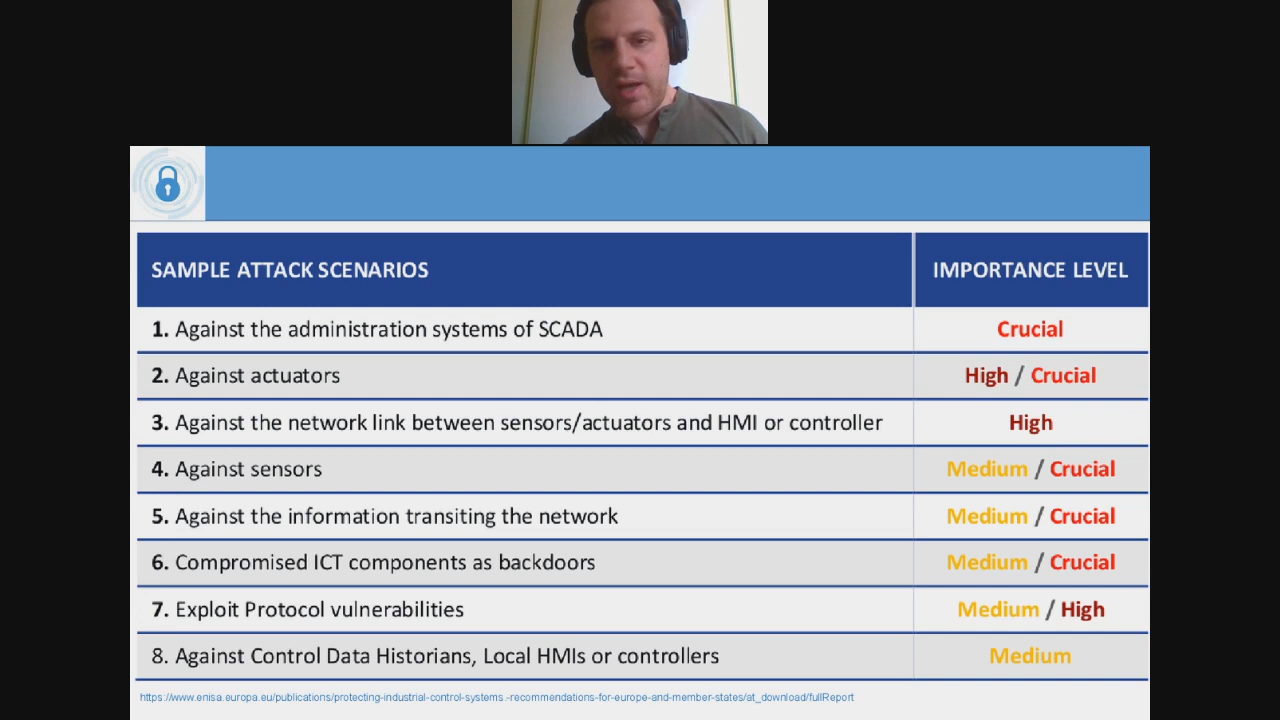 SAMPLE ATTACK SCENARIOS IMPORTANCE LEVEL
1. Against the administration systems of SCADA Crucial
2. Against actuators High / Crucial
3. Against the network link between sensors/actuators and HMI or controller High
4. Against sensors Medium / Crucial
5. Against the information transiting the network Medium / Crucial
6. Compromised ICT components as backdoors Medium / Crucial
7. Exploit Protocol vulnerabilities Medium / High
8. Against Control Data Historians, Local HMIs or controllers Medium
https://www.enisa.europa.eu/publications/protecting-industrial-control-systems.-recommendations-for-europe-and-member-states/at_download/fullReport